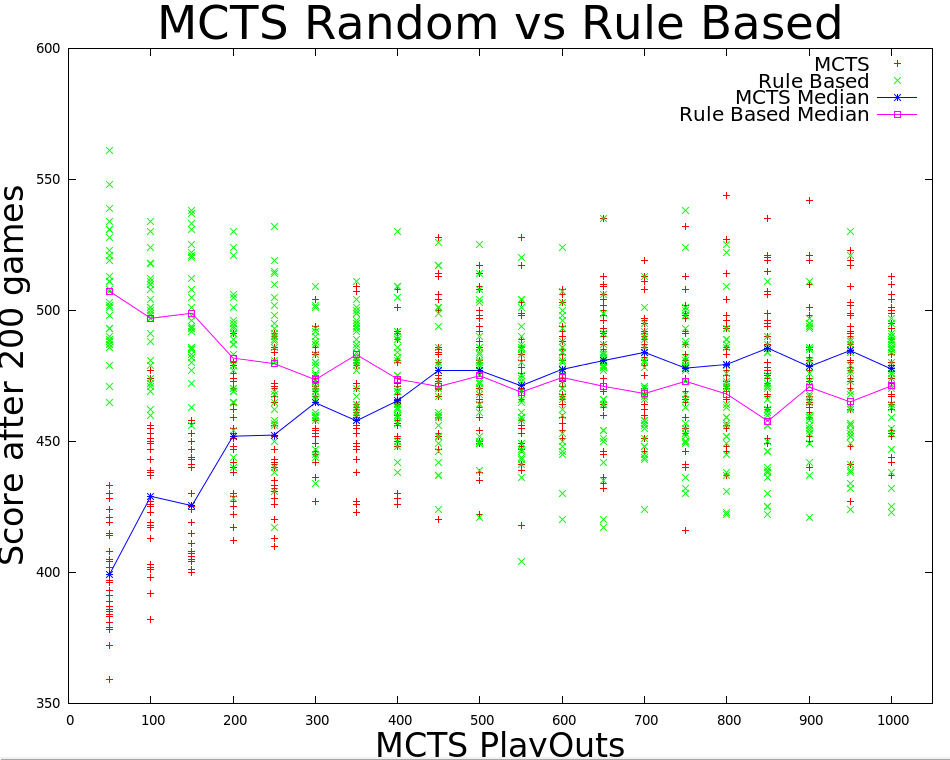 MCTS Random vs Rule Based
600
MCTS
Rule Based
MCTS Median
Rule Based Median
550
500
450
400
350
Score after 200 games
0 100 200 300 400 500 600 700 800 900 1000
MCTS PlayOuts